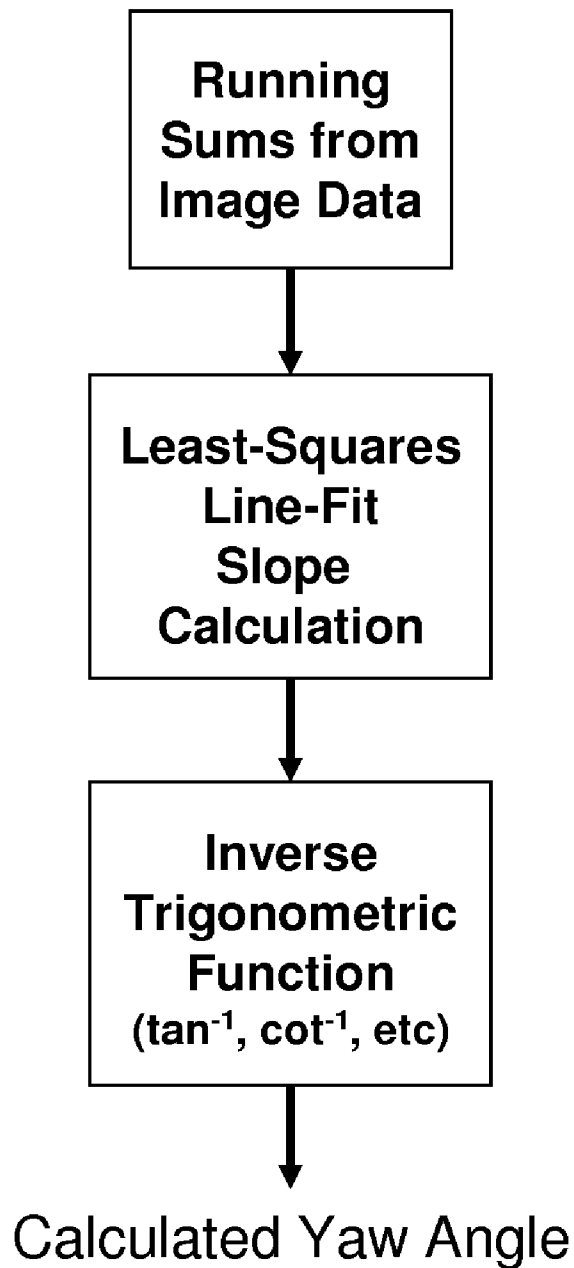 Running
Sums from
Image Data
Least-Squares
Line-Fit
Slope
Calculation
Inverse
Trigonometric
Function
(tan⁻¹, cot⁻¹, etc)
Calculated Yaw Angle